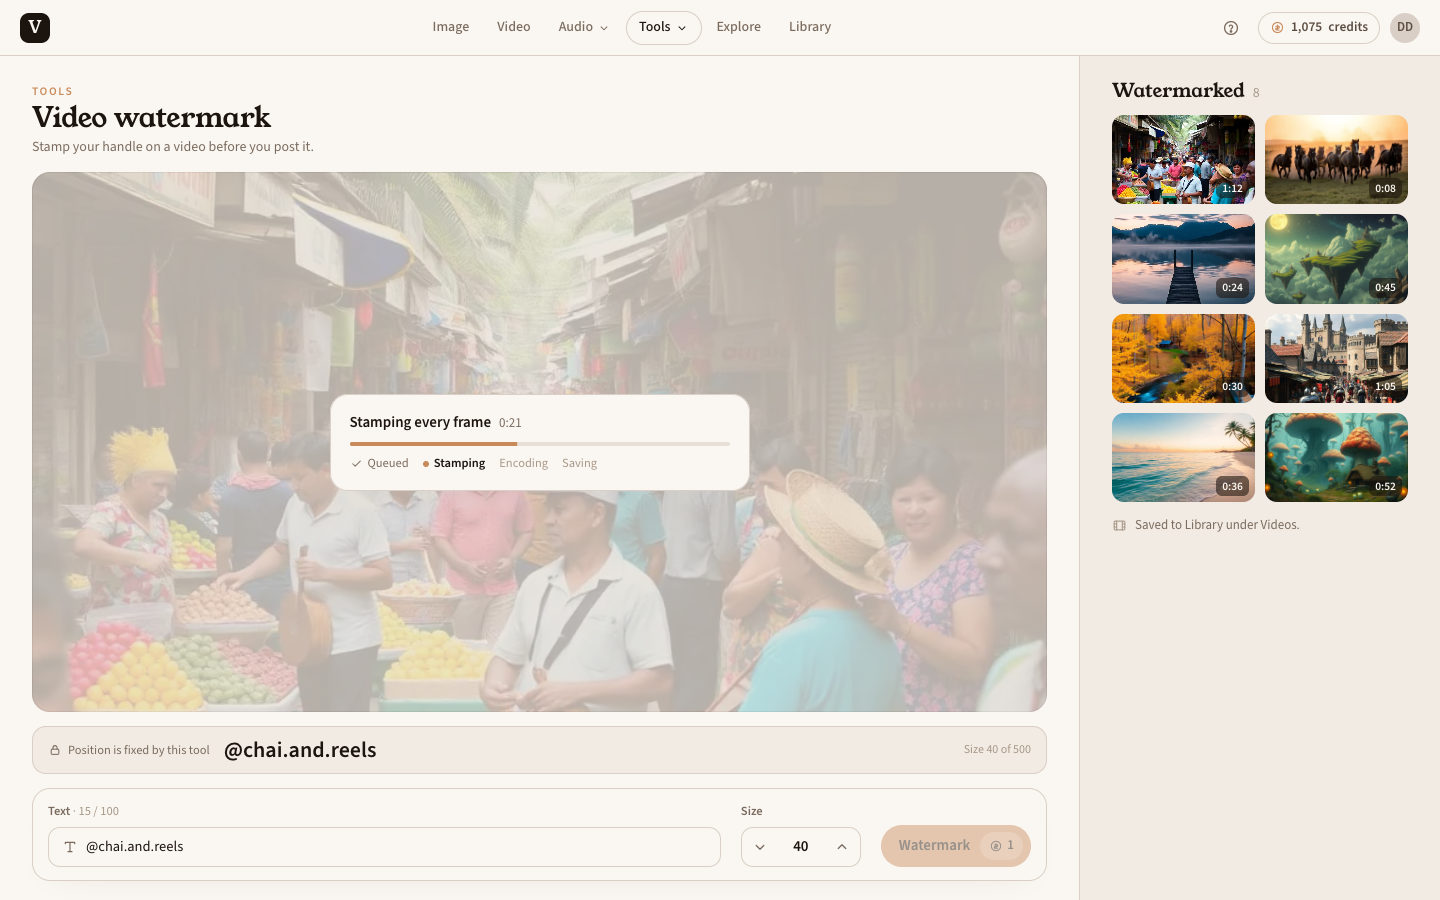 V
Image
Video
Audio
Tools
Explore
Library
1,075 credits
DD
TOOLS
Video watermark
Stamp your handle on a video before you post it.
Stamping every frame 0:21
Queued
Stamping
Encoding
Saving
Position is fixed by this tool
@chai.and.reels
Size 40 of 500
Text · 15 / 100
@chai.and.reels
Size
40
Watermark
1
Watermarked 8
1:12
0:08
0:24
0:45
0:30
1:05
0:36
0:52
Saved to Library under Videos.